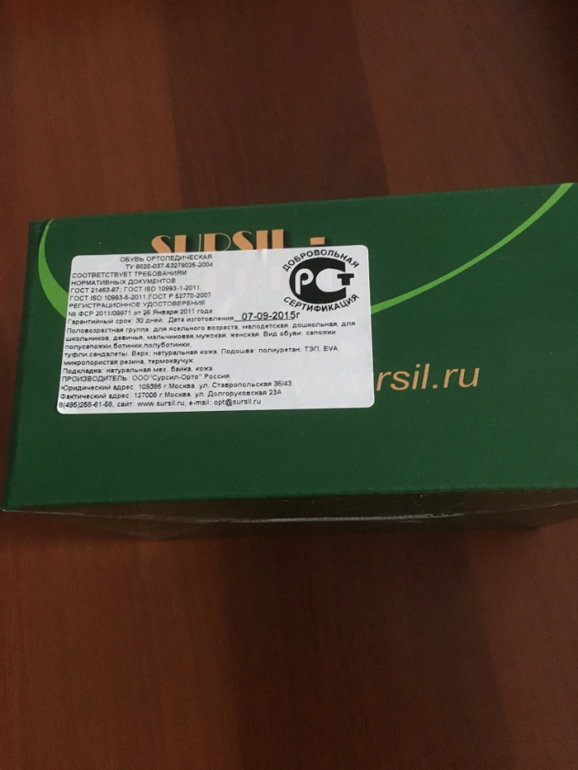 SURSIL -
ОБУВЬ ОРТОПЕДИЧЕСКАЯ
ТУ 8820-037-53279025-2004
СООТВЕТСТВУЕТ ТРЕБОВАНИЯМ
НОРМАТИВНЫХ ДОКУМЕНТОВ
ГОСТ 21463-87; ГОСТ ISO 10993-1-2011,
ГОСТ ISO 10993-5-2011,ГОСТ Р 52770-2007
РЕГИСТРАЦИОННОЕ УДОСТОВЕРЕНИЕ
№ ФСР 2011/09971 от 26 Января 2011 года
Гарантийный срок: 30 дней. Дата изготовления 07-09-2015г
Половозрастная группа: для ясельного возраста, малодетская, дошкольная, для
школьников, девичья, мальчиковая,мужская, женская. Вид обуви: сапожки,
полусапожки,ботинки,полуботинки,
туфли,сандалеты. Верх: натуральная кожа. Подошва: полиуретан, ТЭП, EVA,
микропористая резина, термокаучук
Подкладка: натуральная мех, байка, кожа
ПРОИЗВОДИТЕЛЬ: ООО"Сурсил-Орто" Россия
Юридический адрес: 109386 г.Москва, ул. Ставропольская 36/43
Фактический адрес: 127006 г.Москва, ул. Долгоруковская 23А
8(495)258-61-58, сайт: www.sursil.ru, e-mail: opt@sursil.ru
ДОБРОВОЛЬНАЯ
РСТ
СЕРТИФИКАЦИЯ
ursil.ru